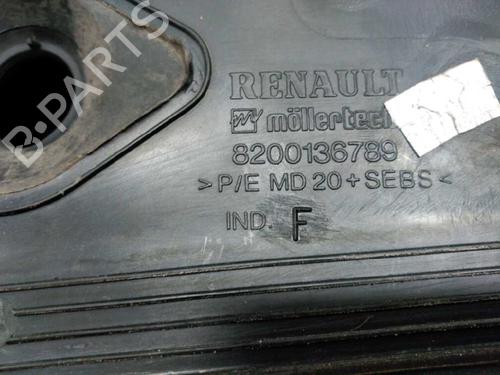 RENAULT
möllertech
8200136789
> P/E MD 20 + SEBS <
IND. F
B-PARTS